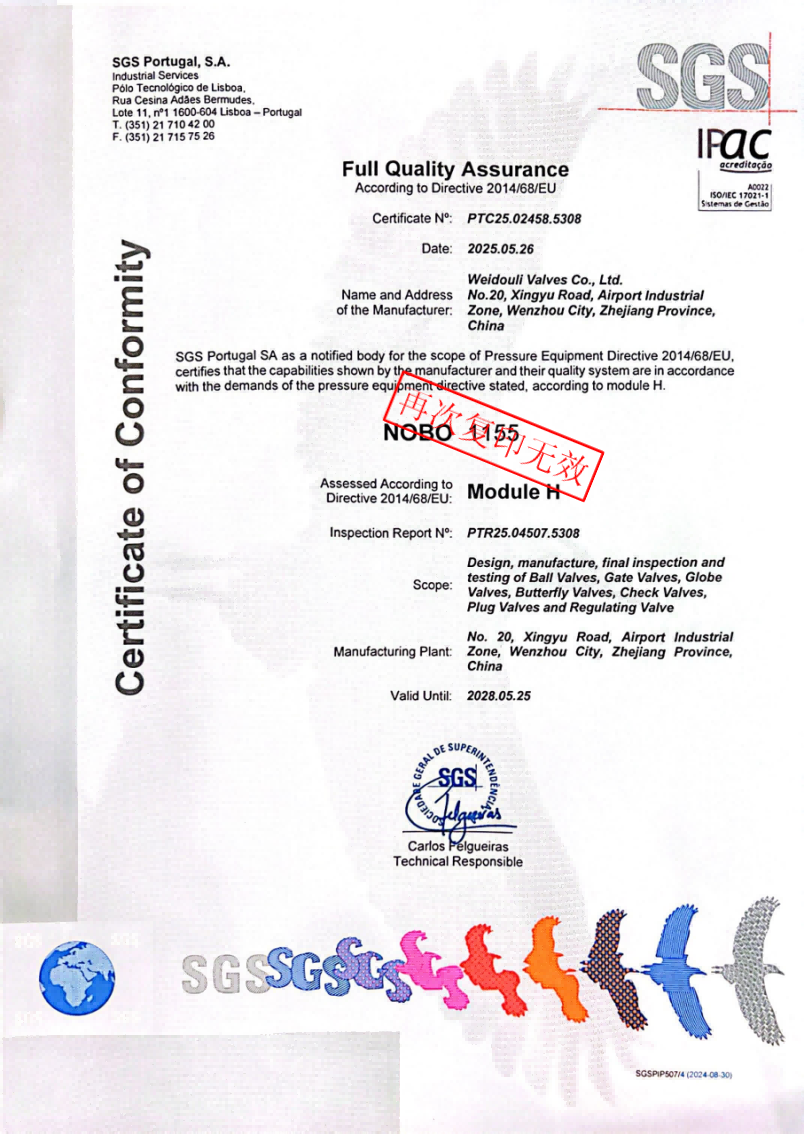 SGS Portugal, S.A.
Industrial Services
Pólo Tecnológico de Lisboa,
Rua Cesina Adães Bermudes,
Lote 11, nº1 1600-604 Lisboa – Portugal
T. (351) 21 710 42 00
F. (351) 21 715 75 26
SGS
IPAC
acreditação
A0022
ISO/IEC 17021-1
Sistemas de Gestão
Certificate of Conformity
Full Quality Assurance
According to Directive 2014/68/EU
Certificate Nº: PTC25.02458.5308
Date: 2025.05.26
Name and Address of the Manufacturer:
Weidouli Valves Co., Ltd.
No.20, Xingyu Road, Airport Industrial
Zone, Wenzhou City, Zhejiang Province,
China
SGS Portugal SA as a notified body for the scope of Pressure Equipment Directive 2014/68/EU,
certifies that the capabilities shown by the manufacturer and their quality system are in accordance
with the demands of the pressure equipment directive stated, according to module H.
NOBO 1155
再次复印无效
Assessed According to
Directive 2014/68/EU: Module H
Inspection Report Nº: PTR25.04507.5308
Scope:
Design, manufacture, final inspection and
testing of Ball Valves, Gate Valves, Globe
Valves, Butterfly Valves, Check Valves,
Plug Valves and Regulating Valve
Manufacturing Plant:
No. 20, Xingyu Road, Airport Industrial
Zone, Wenzhou City, Zhejiang Province,
China
Valid Until: 2028.05.25
SOCIEDADE GERAL DE SUPERINTENDÊNCIA
SGS
Felgueiras
Carlos Felgueiras
Technical Responsible
SGS SGS SGS
SGSPIP507/4 (2024-08-30)